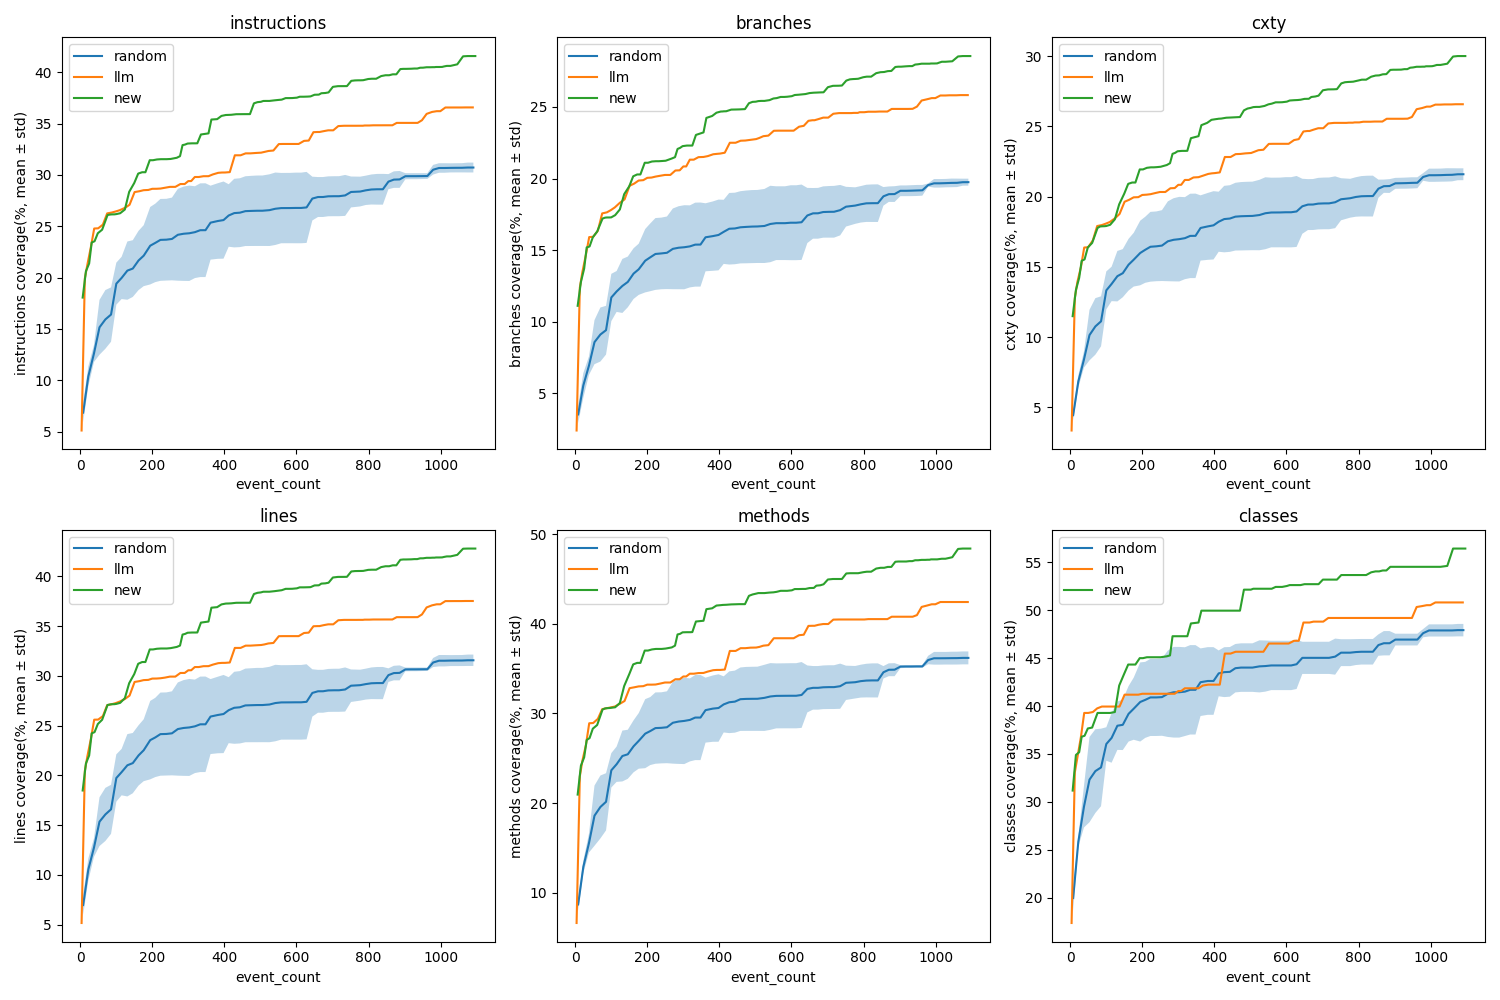 instructions
random
llm
new
40
35
30
25
20
15
10
5
instructions coverage(%, mean ± std)
0 200 400 600 800 1000
event_count
branches
random
llm
new
25
20
15
10
5
branches coverage(%, mean ± std)
0 200 400 600 800 1000
event_count
cxty
random
llm
new
30
25
20
15
10
5
cxty coverage(%, mean ± std)
0 200 400 600 800 1000
event_count
lines
random
llm
new
40
35
30
25
20
15
10
5
lines coverage(%, mean ± std)
0 200 400 600 800 1000
event_count
methods
random
llm
new
50
40
30
20
10
methods coverage(%, mean ± std)
0 200 400 600 800 1000
event_count
classes
random
llm
new
55
50
45
40
35
30
25
20
classes coverage(%, mean ± std)
0 200 400 600 800 1000
event_count